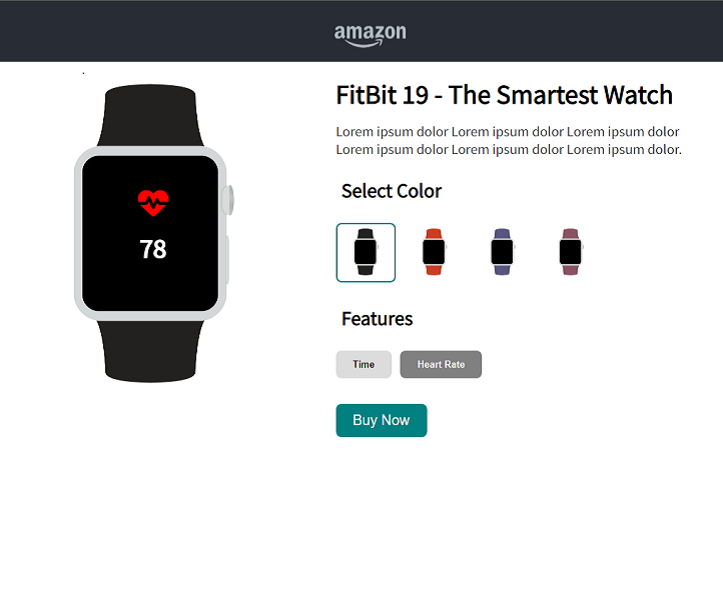 amazon
FitBit 19 - The Smartest Watch
Lorem ipsum dolor Lorem ipsum dolor Lorem ipsum dolor
Lorem ipsum dolor Lorem ipsum dolor Lorem ipsum dolor.
Select Color
78
Features
Time
Heart Rate
Buy Now